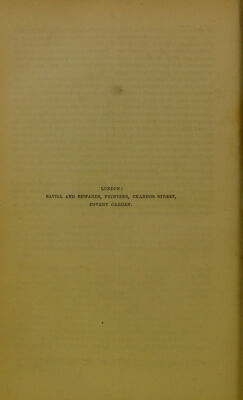 LONDON:
SAVILL AND EDWARDS, PRINTERS, CHANDOS STREET,
COVENT GARDEN.